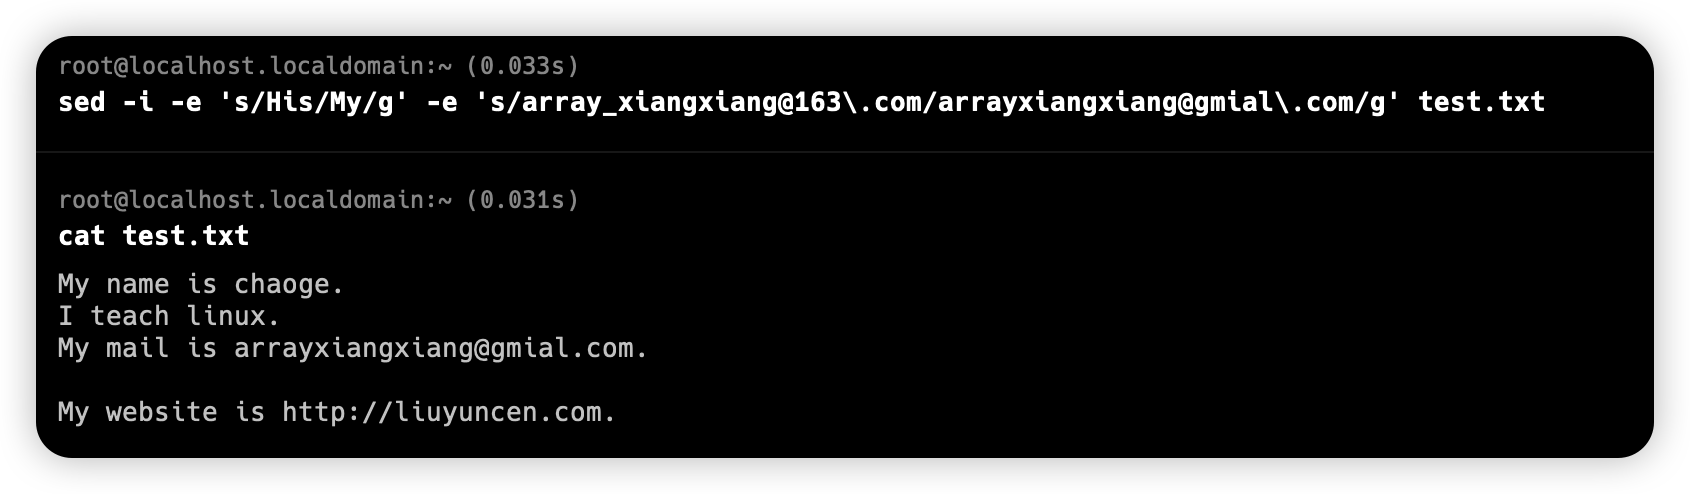 root@localhost.localdomain:~ (0.033s)
sed -i -e 's/His/My/g' -e 's/array_xiangxiang@163\.com/arrayxiangxiang@gmial\.com/g' test.txt
root@localhost.localdomain:~ (0.031s)
cat test.txt
My name is chaoge.
I teach linux.
My mail is arrayxiangxiang@gmial.com.
My website is http://liuyuncen.com.